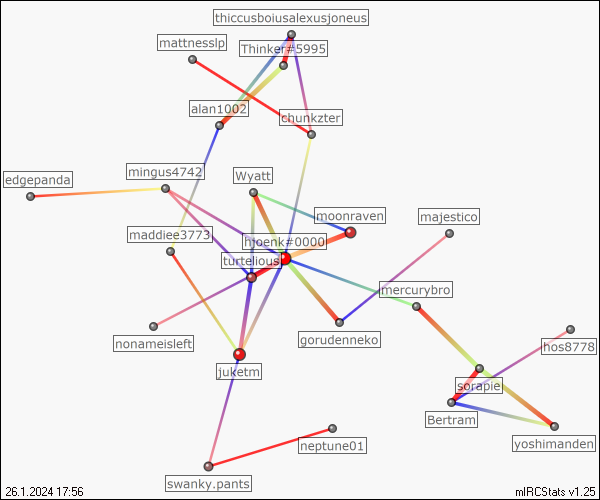 thiccusboiusalexusjoneus
mattnesslp
Thinker#5995
alan1002
chunkzter
mingus4742
edgepanda
Wyatt
moonraven
majestico
maddiee3773
hjoenk#0000
turtelious
mercurybro
nonameisleft
gorudenneko
hos8778
juketm
sorapie
Bertram
yoshimanden
neptune01
swanky.pants
26.1.2024 17:56
mIRCStats v1.25